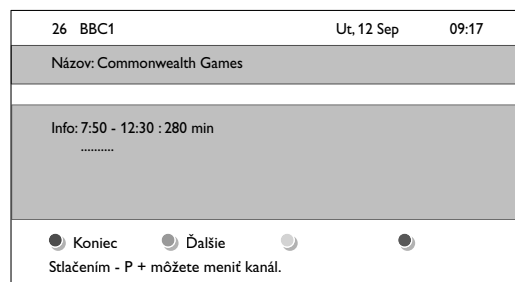 26 BBC1 Ut, 12 Sep 09:17
Názov: Commonwealth Games
Info: 7:50 - 12:30 : 280 min
..........
Koniec Ďalšie
Stlačením - P + môžete meniť kanál.